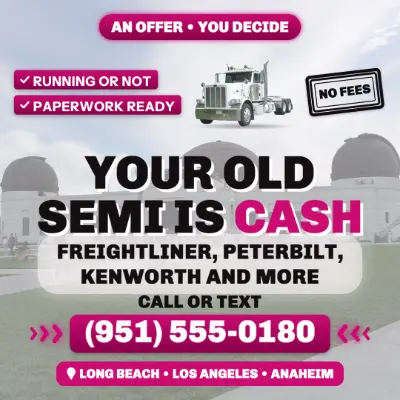 AN OFFER • YOU DECIDE
RUNNING OR NOT
PAPERWORK READY
NO FEES
YOUR OLD
SEMI IS CASH
FREIGHTLINER, PETERBILT,
KENWORTH AND MORE
CALL OR TEXT
(951) 555-0180
LONG BEACH • LOS ANGELES • ANAHEIM